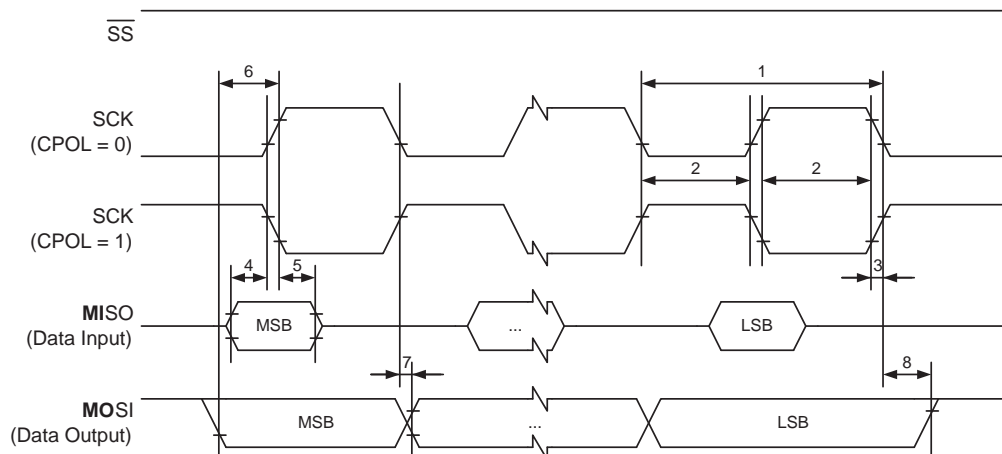 SS
6
1
SCK
(CPOL = 0)
2
2
SCK
(CPOL = 1)
4
5
3
MISO
(Data Input)
MSB
...
LSB
7
8
MOSI
(Data Output)
MSB
...
LSB